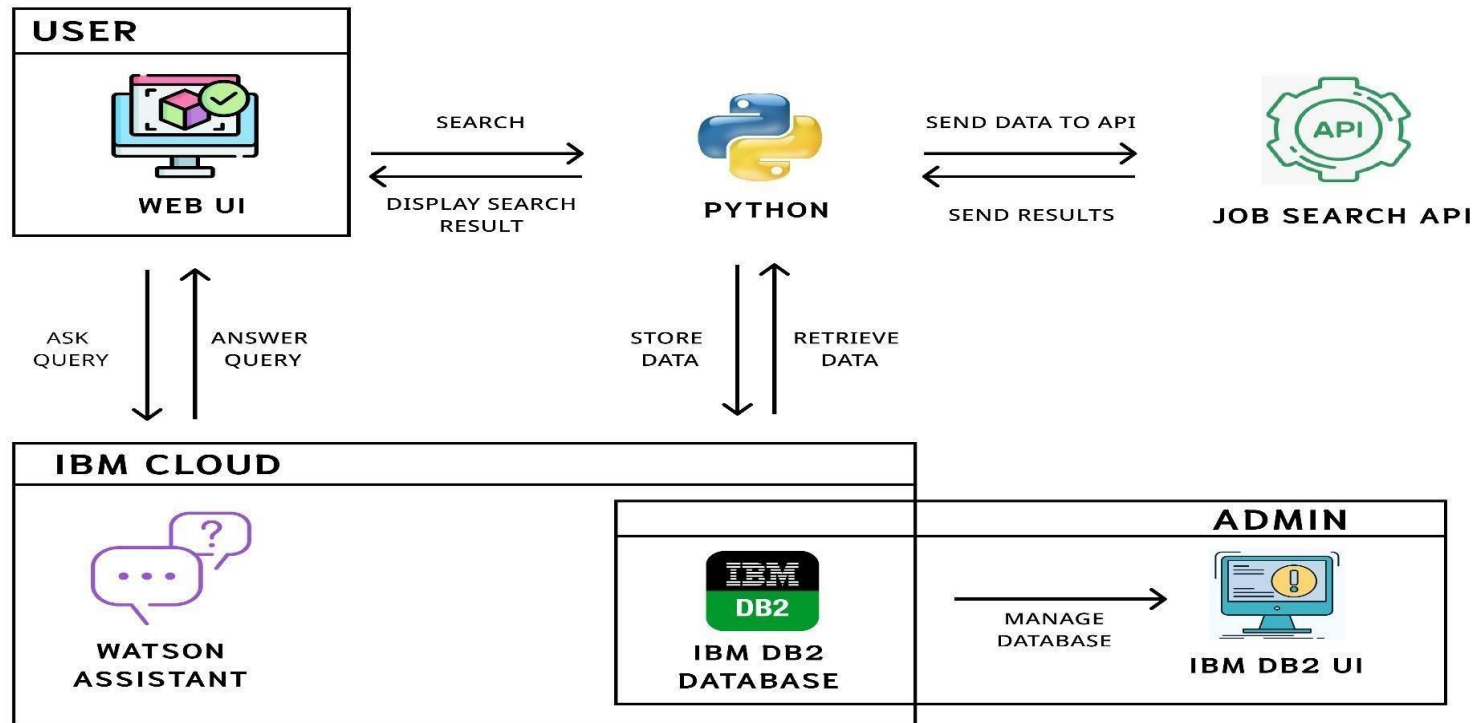 USER
WEB UI
SEARCH
DISPLAY SEARCH
RESULT
PYTHON
SEND DATA TO API
SEND RESULTS
API
JOB SEARCH API
ASK
QUERY
ANSWER
QUERY
STORE
DATA
RETRIEVE
DATA
IBM CLOUD
?
WATSON
ASSISTANT
ADMIN
IBM
DB2
IBM DB2
DATABASE
MANAGE
DATABASE
!
IBM DB2 UI